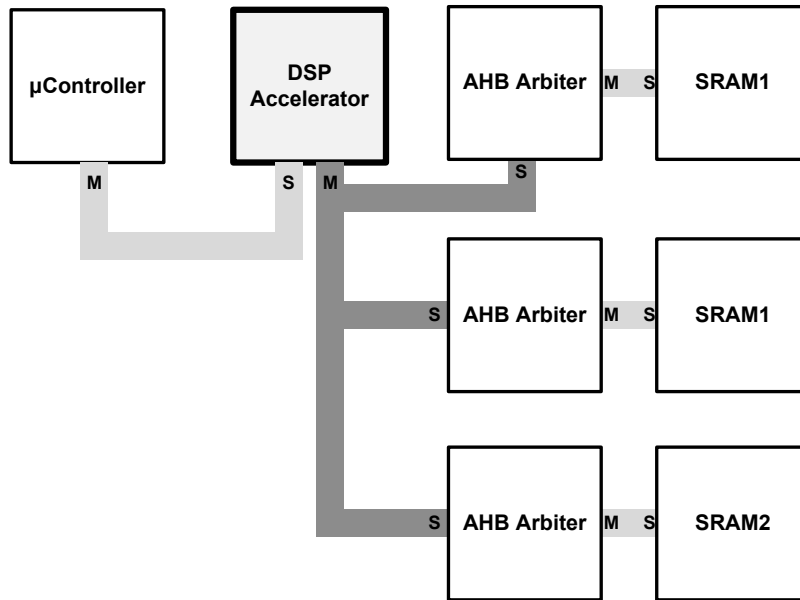 µController
DSP
Accelerator
AHB Arbiter
M
S
SRAM1
M
S
M
S
S
AHB Arbiter
M
S
SRAM1
S
AHB Arbiter
M
S
SRAM2